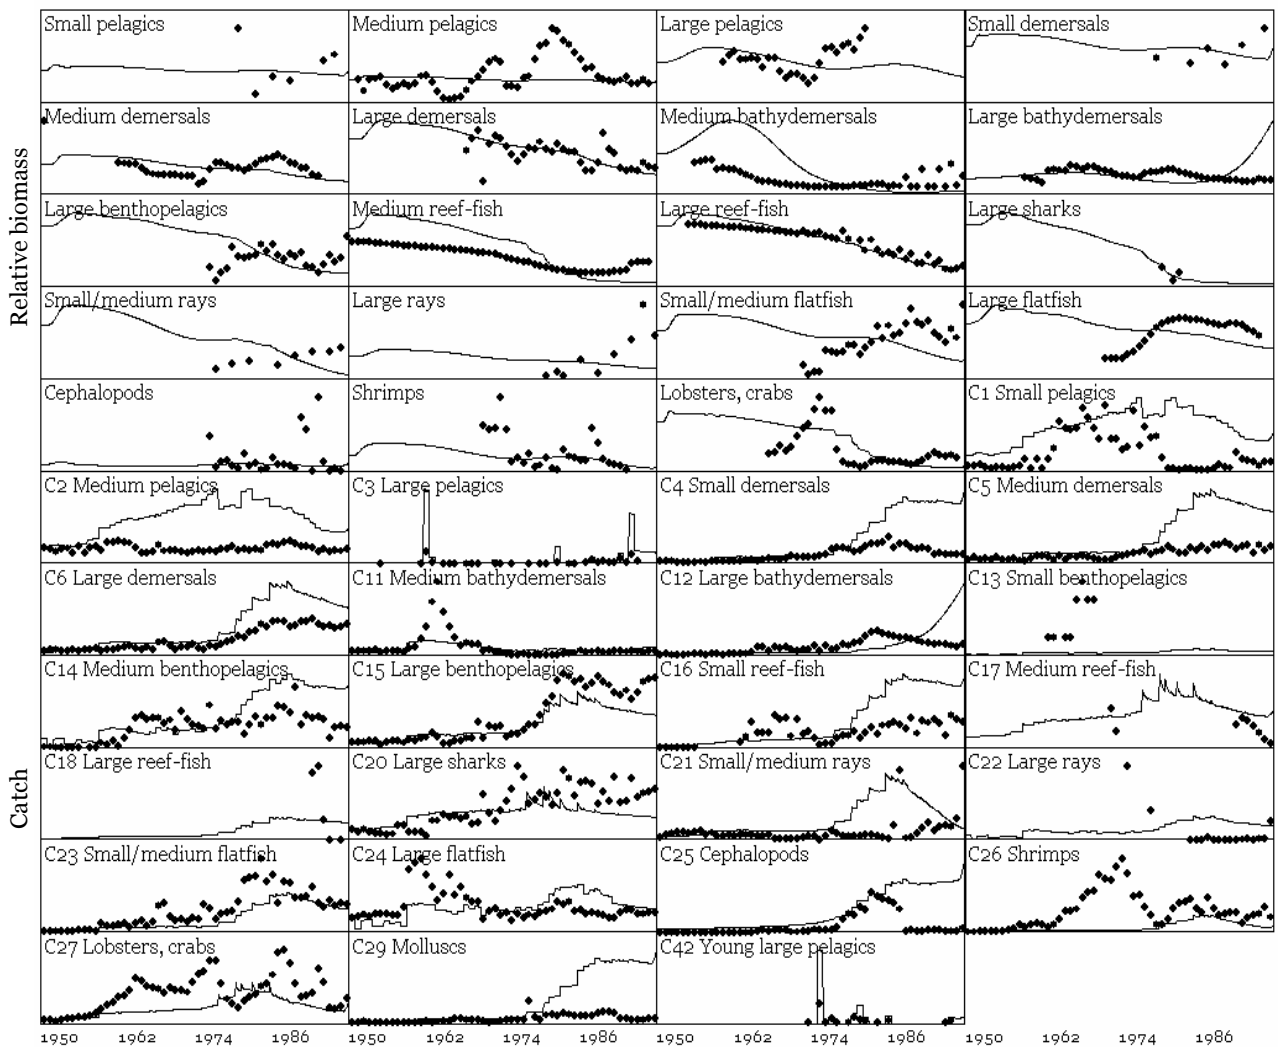 Small pelagics
Medium pelagics
Large pelagics
Small demersals
Medium demersals
Large demersals
Medium bathydemersals
Large bathydemersals
Large benthopelagics
Medium reef-fish
Large reef-fish
Large sharks
Small/medium rays
Large rays
Small/medium flatfish
Large flatfish
Cephalopods
Shrimps
Lobsters, crabs
C1 Small pelagics
C2 Medium pelagics
C3 Large pelagics
C4 Small demersals
C5 Medium demersals
C6 Large demersals
C11 Medium bathydemersals
C12 Large bathydemersals
C13 Small benthopelagics
C14 Medium benthopelagics
C15 Large benthopelagics
C16 Small reef-fish
C17 Medium reef-fish
C18 Large reef-fish
C20 Large sharks
C21 Small/medium rays
C22 Large rays
C23 Small/medium flatfish
C24 Large flatfish
C25 Cephalopods
C26 Shrimps
C27 Lobsters, crabs
C29 Molluscs
C42 Young large pelagics
Relative biomass
Catch
1950 1962 1974 1986 1950 1962 1974 1986 1950 1962 1974 1986 1950 1962 1974 1986